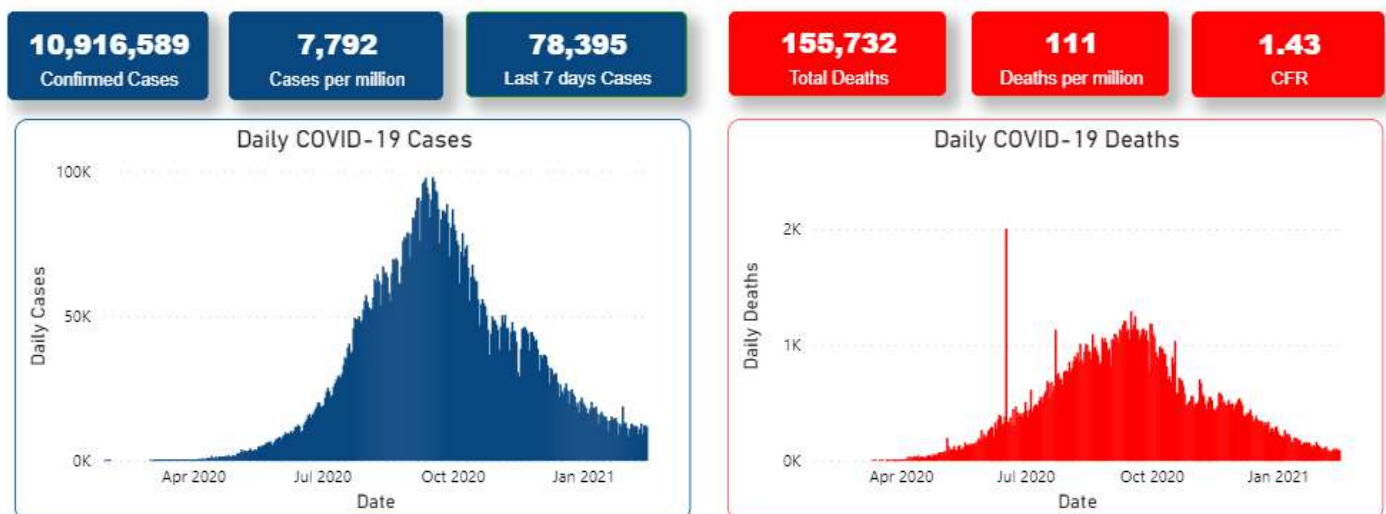 10,916,589
Confirmed Cases
7,792
Cases per million
78,395
Last 7 days Cases
155,732
Total Deaths
111
Deaths per million
1.43
CFR
Daily COVID-19 Cases
100K
50K
0K
Daily Cases
Apr 2020
Jul 2020
Oct 2020
Jan 2021
Date
Daily COVID-19 Deaths
2K
1K
0K
Daily Deaths
Apr 2020
Jul 2020
Oct 2020
Jan 2021
Date